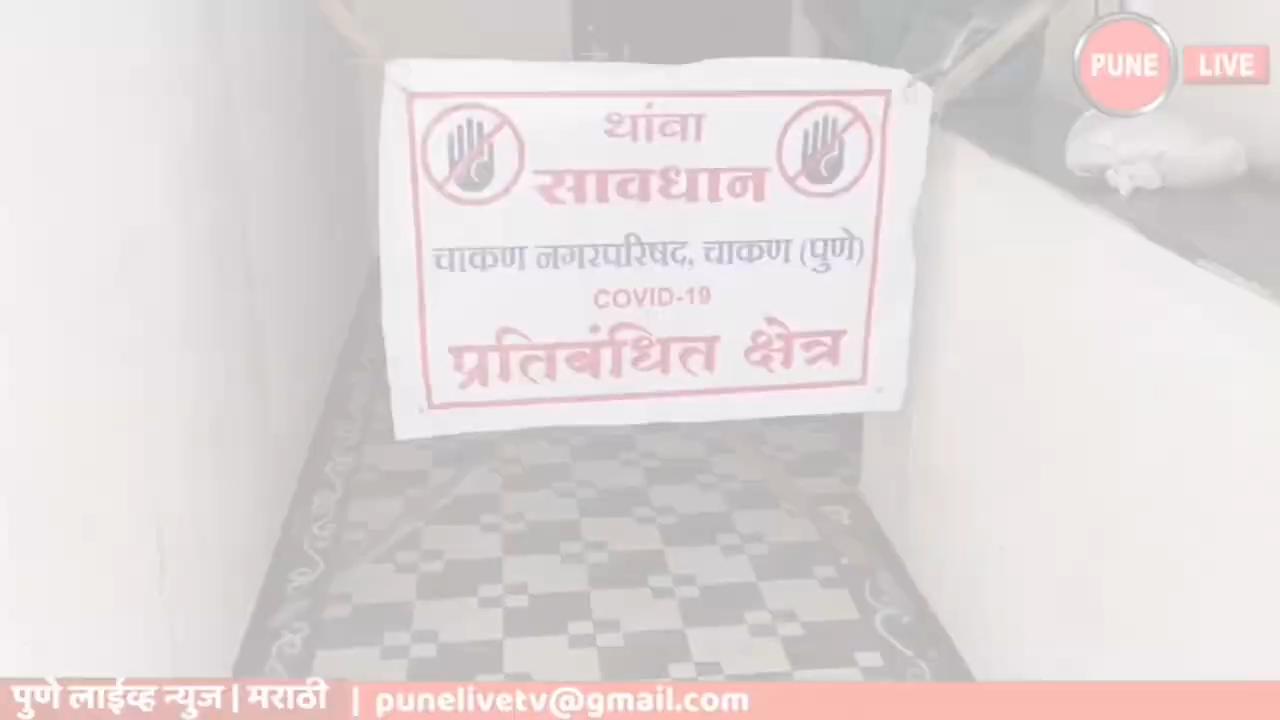 PUNE LIVE
थांबा
सावधान
चाकण नगरपरिषद, चाकण (पुणे)
COVID-19
प्रतिबंधित क्षेत्र
पुणे लाईव्ह न्युज | मराठी | punelivetv@gmail.com